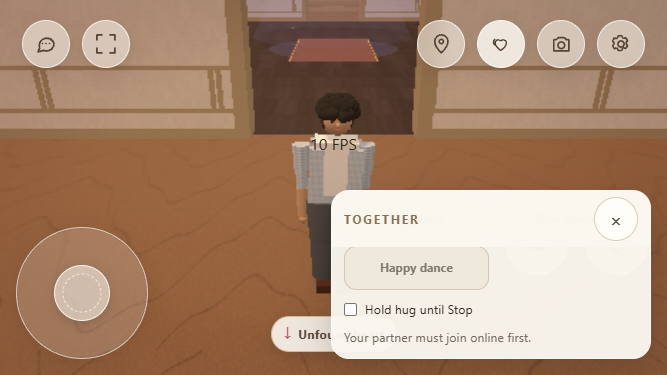 10 FPS
TOGETHER
×
Happy dance
Hold hug until Stop
Your partner must join online first.